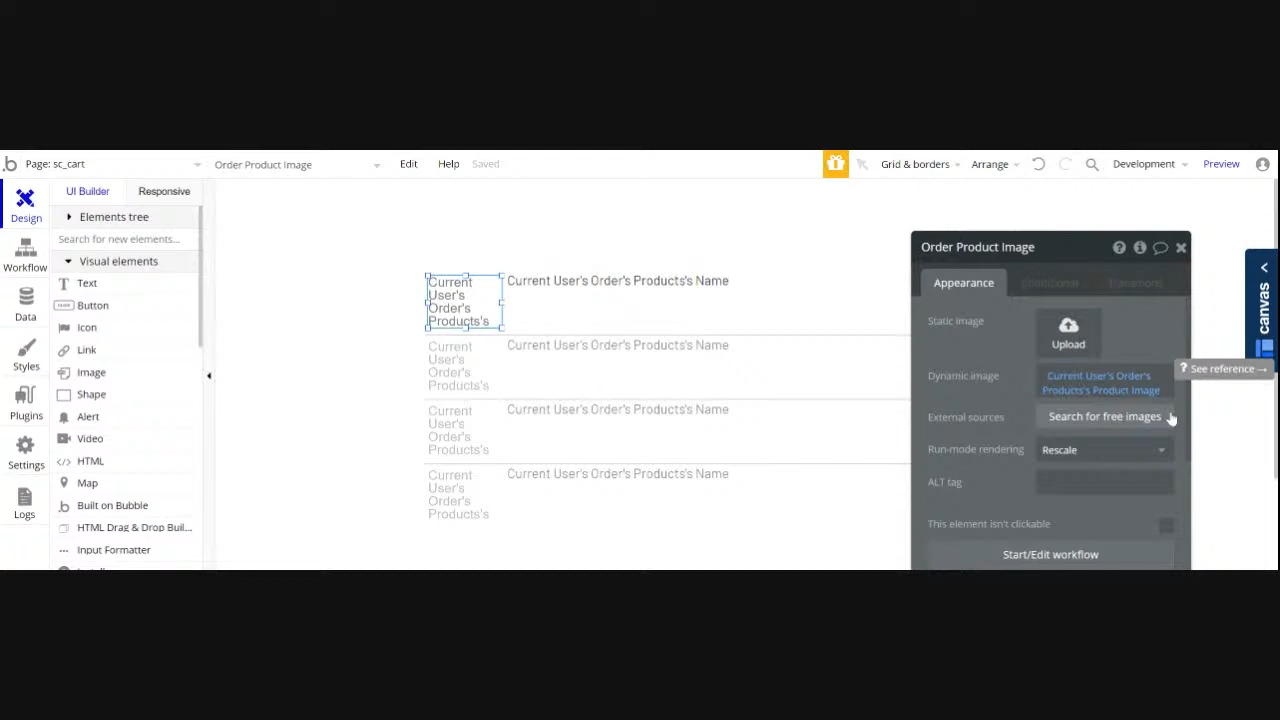 Page: sc_cart
Order Product Image
Edit
Help
Saved
Grid & borders
Arrange
Development
Preview
Design
Workflow
Data
Styles
Plugins
Settings
Logs
UI Builder
Responsive
Elements tree
Search for new elements...
Visual elements
Text
Button
Icon
Link
Image
Shape
Alert
Video
HTML
Map
Built on Bubble
HTML Drag & Drop Buil...
Input Formatter
Current
User's
Order's
Products's
Current User's Order's Products's Name
Current
User's
Order's
Products's
Current User's Order's Products's Name
Current
User's
Order's
Products's
Current User's Order's Products's Name
Current
User's
Order's
Products's
Current User's Order's Products's Name
Order Product Image
Appearance
Conditional
Transitions
Static image
Upload
Dynamic image
Current User's Order's
Products's Product Image
External sources
Search for free images
Run-mode rendering
Rescale
ALT tag
This element isn't clickable
Start/Edit workflow
? See reference →
canvas